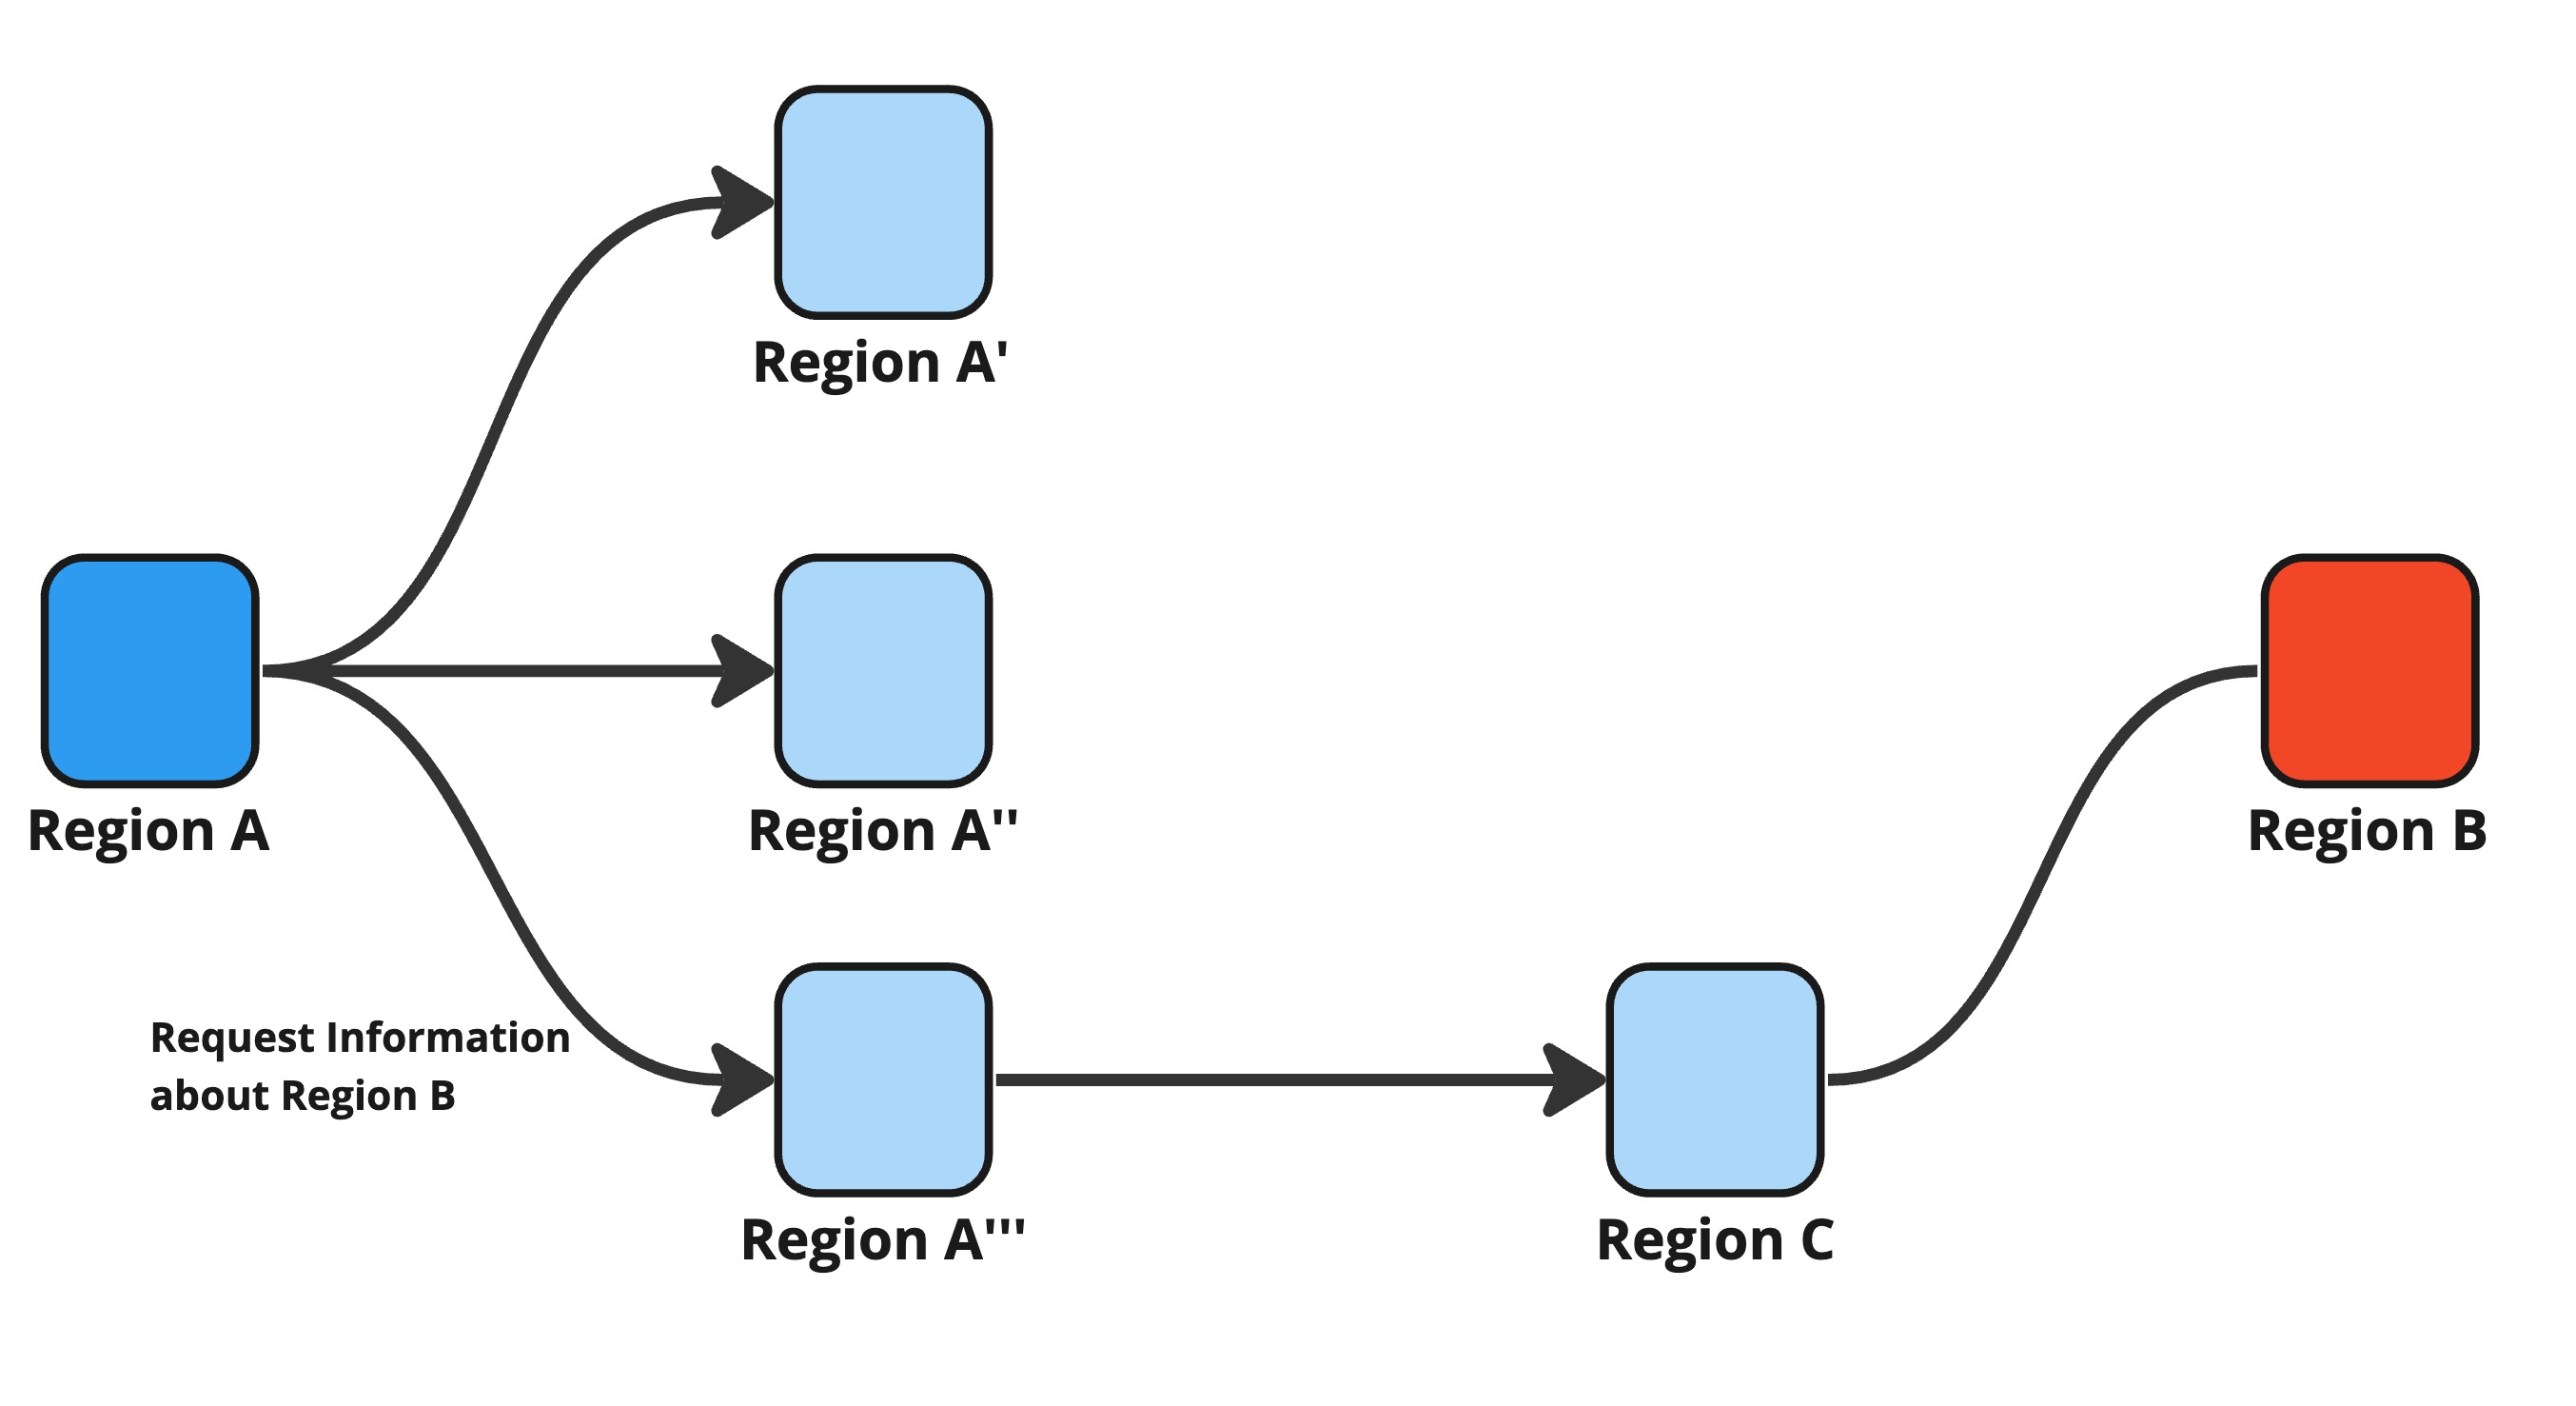 Region A'
Region A
Region A''
Region B
Request Information
about Region B
Region A'''
Region C